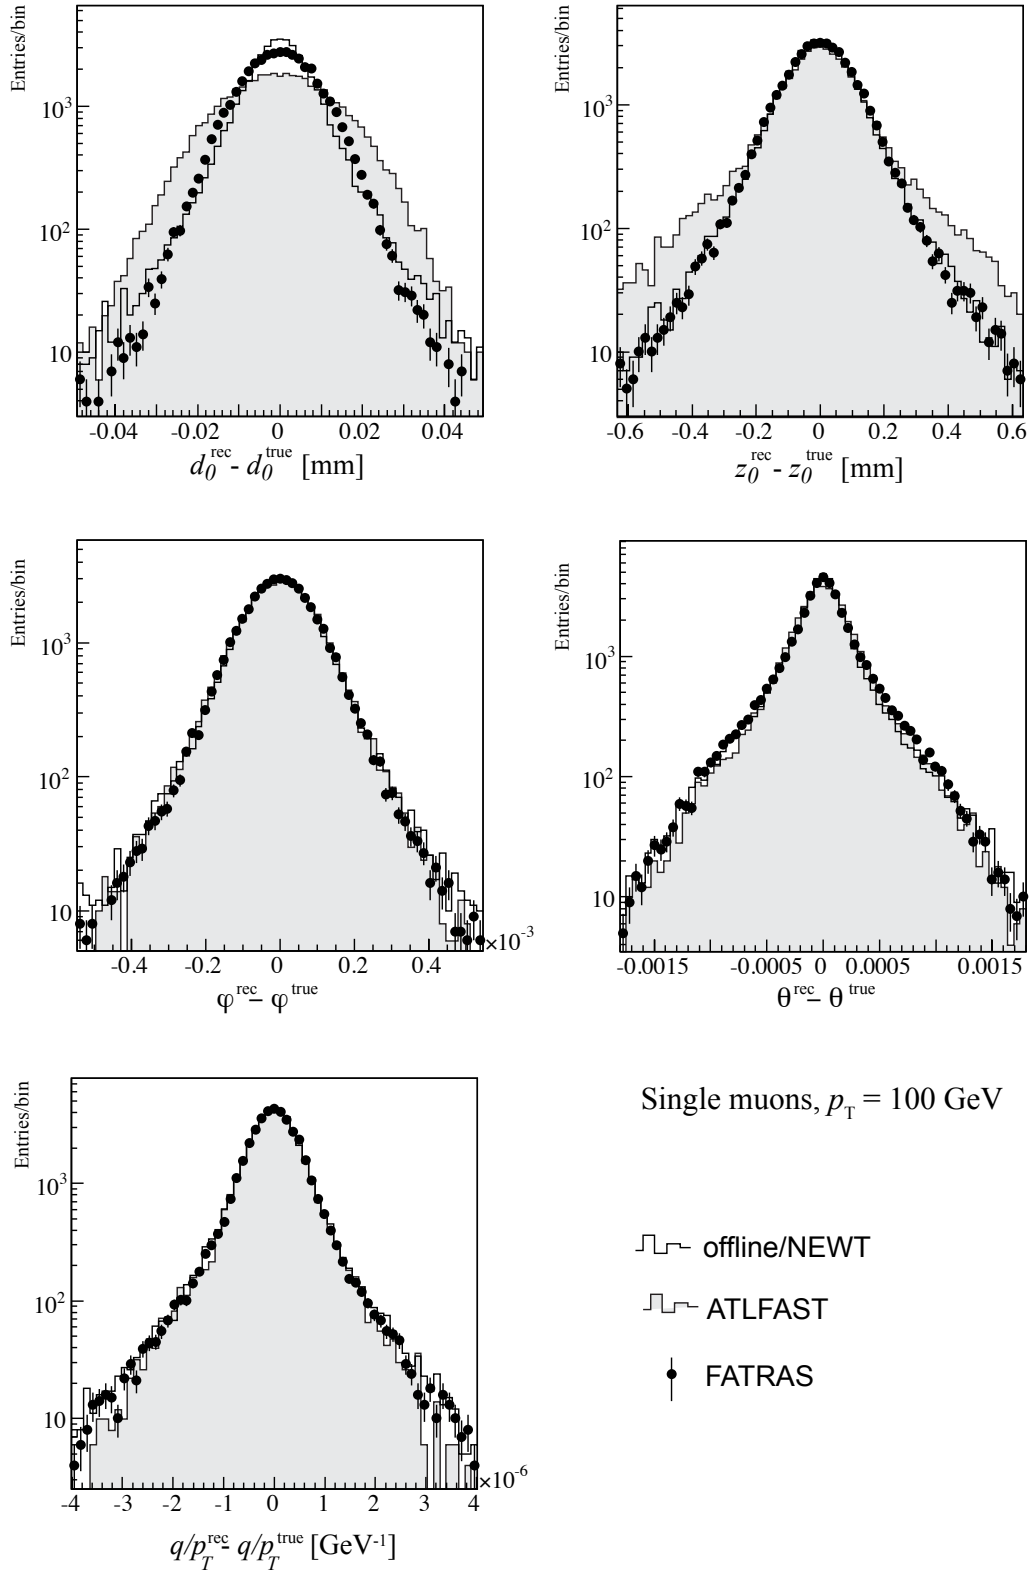 Entries/bin
10³
10²
10
-0.04 -0.02 0 0.02 0.04
d₀ʳᵉᶜ - d₀ᵗʳᵘᵉ [mm]
Entries/bin
10³
10²
10
-0.6 -0.4 -0.2 0 0.2 0.4 0.6
z₀ʳᵉᶜ - z₀ᵗʳᵘᵉ [mm]
Entries/bin
10³
10²
10
-0.4 -0.2 0 0.2 0.4 ×10⁻³
φʳᵉᶜ - φᵗʳᵘᵉ
Entries/bin
10³
10²
10
-0.0015 -0.0005 0 0.0005 0.0015
θʳᵉᶜ - θᵗʳᵘᵉ
Entries/bin
10³
10²
10
-4 -3 -2 -1 0 1 2 3 4 ×10⁻⁶
q/p_Tʳᵉᶜ - q/p_Tᵗʳᵘᵉ [GeV⁻¹]
Single muons, p_T = 100 GeV
offline/NEWT
ATLFAST
FATRAS